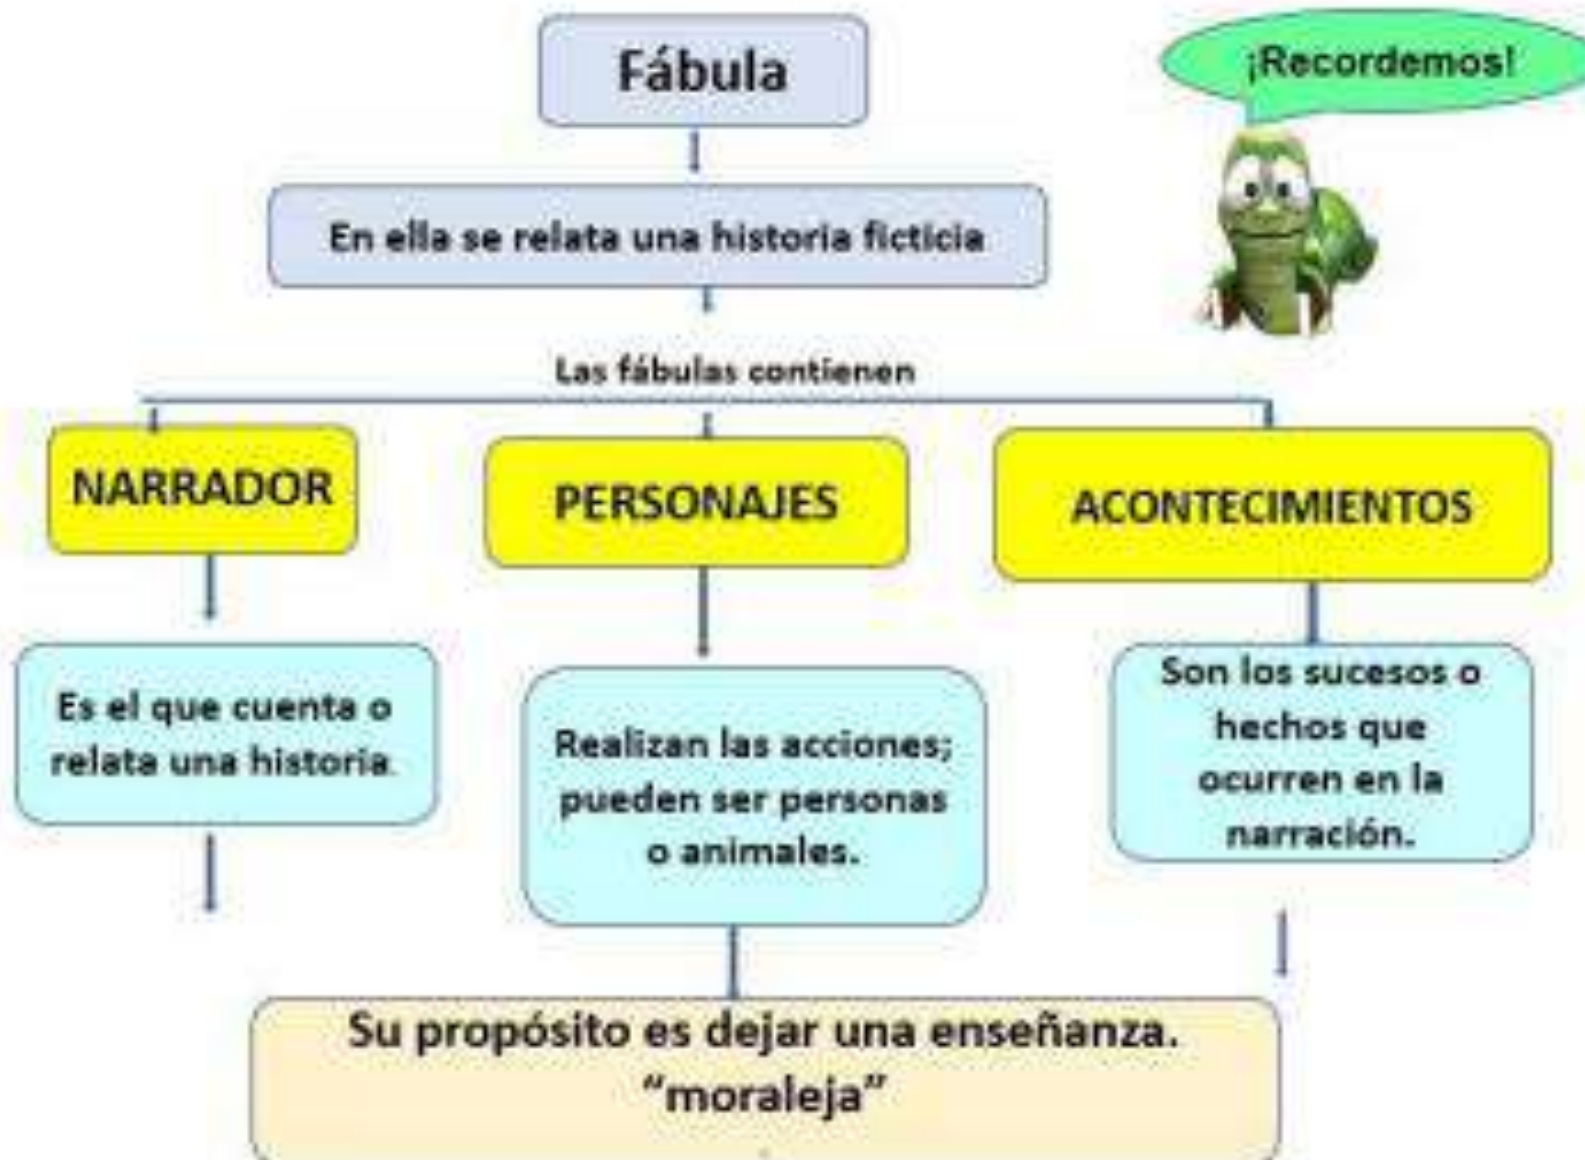 Fábula
¡Recordemos!
En ella se relata una historia ficticia
Las fábulas contienen
NARRADOR
PERSONAJES
ACONTECIMIENTOS
Es el que cuenta o
relata una historia.
Realizan las acciones;
pueden ser personas
o animales.
Son los sucesos o
hechos que
ocurren en la
narración.
Su propósito es dejar una enseñanza.
“moraleja”